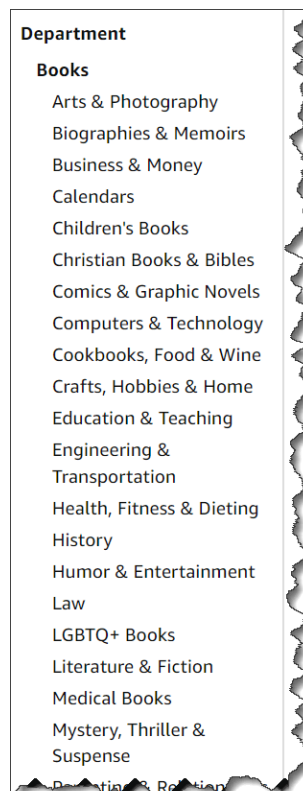 Department
Books
Arts & Photography
Biographies & Memoirs
Business & Money
Calendars
Children's Books
Christian Books & Bibles
Comics & Graphic Novels
Computers & Technology
Cookbooks, Food & Wine
Crafts, Hobbies & Home
Education & Teaching
Engineering &
Transportation
Health, Fitness & Dieting
History
Humor & Entertainment
Law
LGBTQ+ Books
Literature & Fiction
Medical Books
Mystery, Thriller &
Suspense